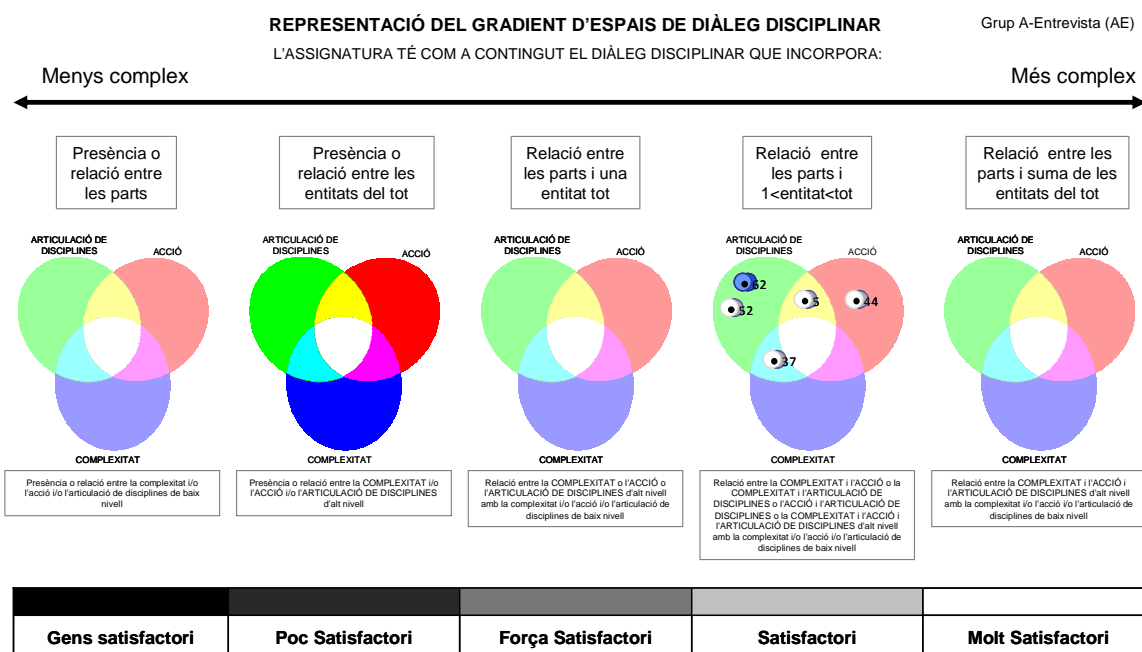 REPRESENTACIÓ DEL GRADIENT D'ESPAIS DE DIÀLEG DISCIPLINAR
Grup A-Entrevista (AE)
L'ASSIGNATURA TÉ COM A CONTINGUT EL DIÀLEG DISCIPLINAR QUE INCORPORA:
Menys complex
Més complex
Presència o
relació entre
les parts
Presència o
relació entre les
entitats del tot
Relació entre
les parts i una
entitat tot
Relació entre
les parts i
1<entitat<tot
Relació entre les
parts i suma de les
entitats del tot
ARTICULACIÓ DE
DISCIPLINES
ACCIÓ
COMPLEXITAT
ARTICULACIÓ DE
DISCIPLINES
ACCIÓ
COMPLEXITAT
ARTICULACIÓ DE
DISCIPLINES
ACCIÓ
COMPLEXITAT
ARTICULACIÓ DE
DISCIPLINES
ACCIÓ
62
52
5
44
37
COMPLEXITAT
ARTICULACIÓ DE
DISCIPLINES
ACCIÓ
COMPLEXITAT
Presència o relació entre la complexitat i/o
l'acció i/o l'articulació de disciplines de baix
nivell
Presència o relació entre la COMPLEXITAT i/o
l'ACCIÓ i/o l'ARTICULACIÓ DE DISCIPLINES
d'alt nivell
Relació entre la COMPLEXITAT o l'ACCIÓ o
l'ARTICULACIÓ DE DISCIPLINES d'alt nivell
amb la complexitat i/o l'acció i/o l'articulació de
disciplines de baix nivell
Relació entre la COMPLEXITAT i l'ACCIÓ o la
COMPLEXITAT i l'ARTICULACIÓ DE
DISCIPLINES o l'ACCIÓ i l'ARTICULACIÓ DE
DISCIPLINES o la COMPLEXITAT i l'ACCIÓ i
l'ARTICULACIÓ DE DISCIPLINES d'alt nivell
amb la complexitat i/o l'acció i/o l'articulació de
disciplines de baix nivell
Relació entre la COMPLEXITAT i l'ACCIÓ i
l'ARTICULACIÓ DE DISCIPLINES d'alt nivell
amb la complexitat i/o l'acció i/o l'articulació de
disciplines de baix nivell
Gens satisfactori
Poc Satisfactori
Força Satisfactori
Satisfactori
Molt Satisfactori